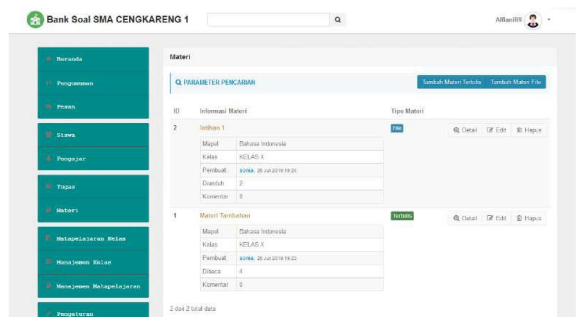 Bank Soal SMA CENGKARENG 1
Beranda
Pengumuman
Pesan
Siswa
Pengajar
Tugas
Materi
Matapelajaran Kelas
Manajemen Kelas
Manajemen Matapelajaran
Pengaturan
Materi
PARAMETER PENCARIAN
Tambah Materi Tertulis Tambah Materi File
ID Informasi Materi Tipe Materi
2 latihan 1 File Detail Edit Hapus
Mapel Bahasa Indonesia
Kelas KELAS X
Pembuat sonia,
Diunduh 2
Komentar 0
1 Materi Tambahan Tertulis Detail Edit Hapus
Mapel Bahasa Indonesia
Kelas KELAS X
Pembuat sonia,
Dibaca 4
Komentar 0
2 dari 2 total data